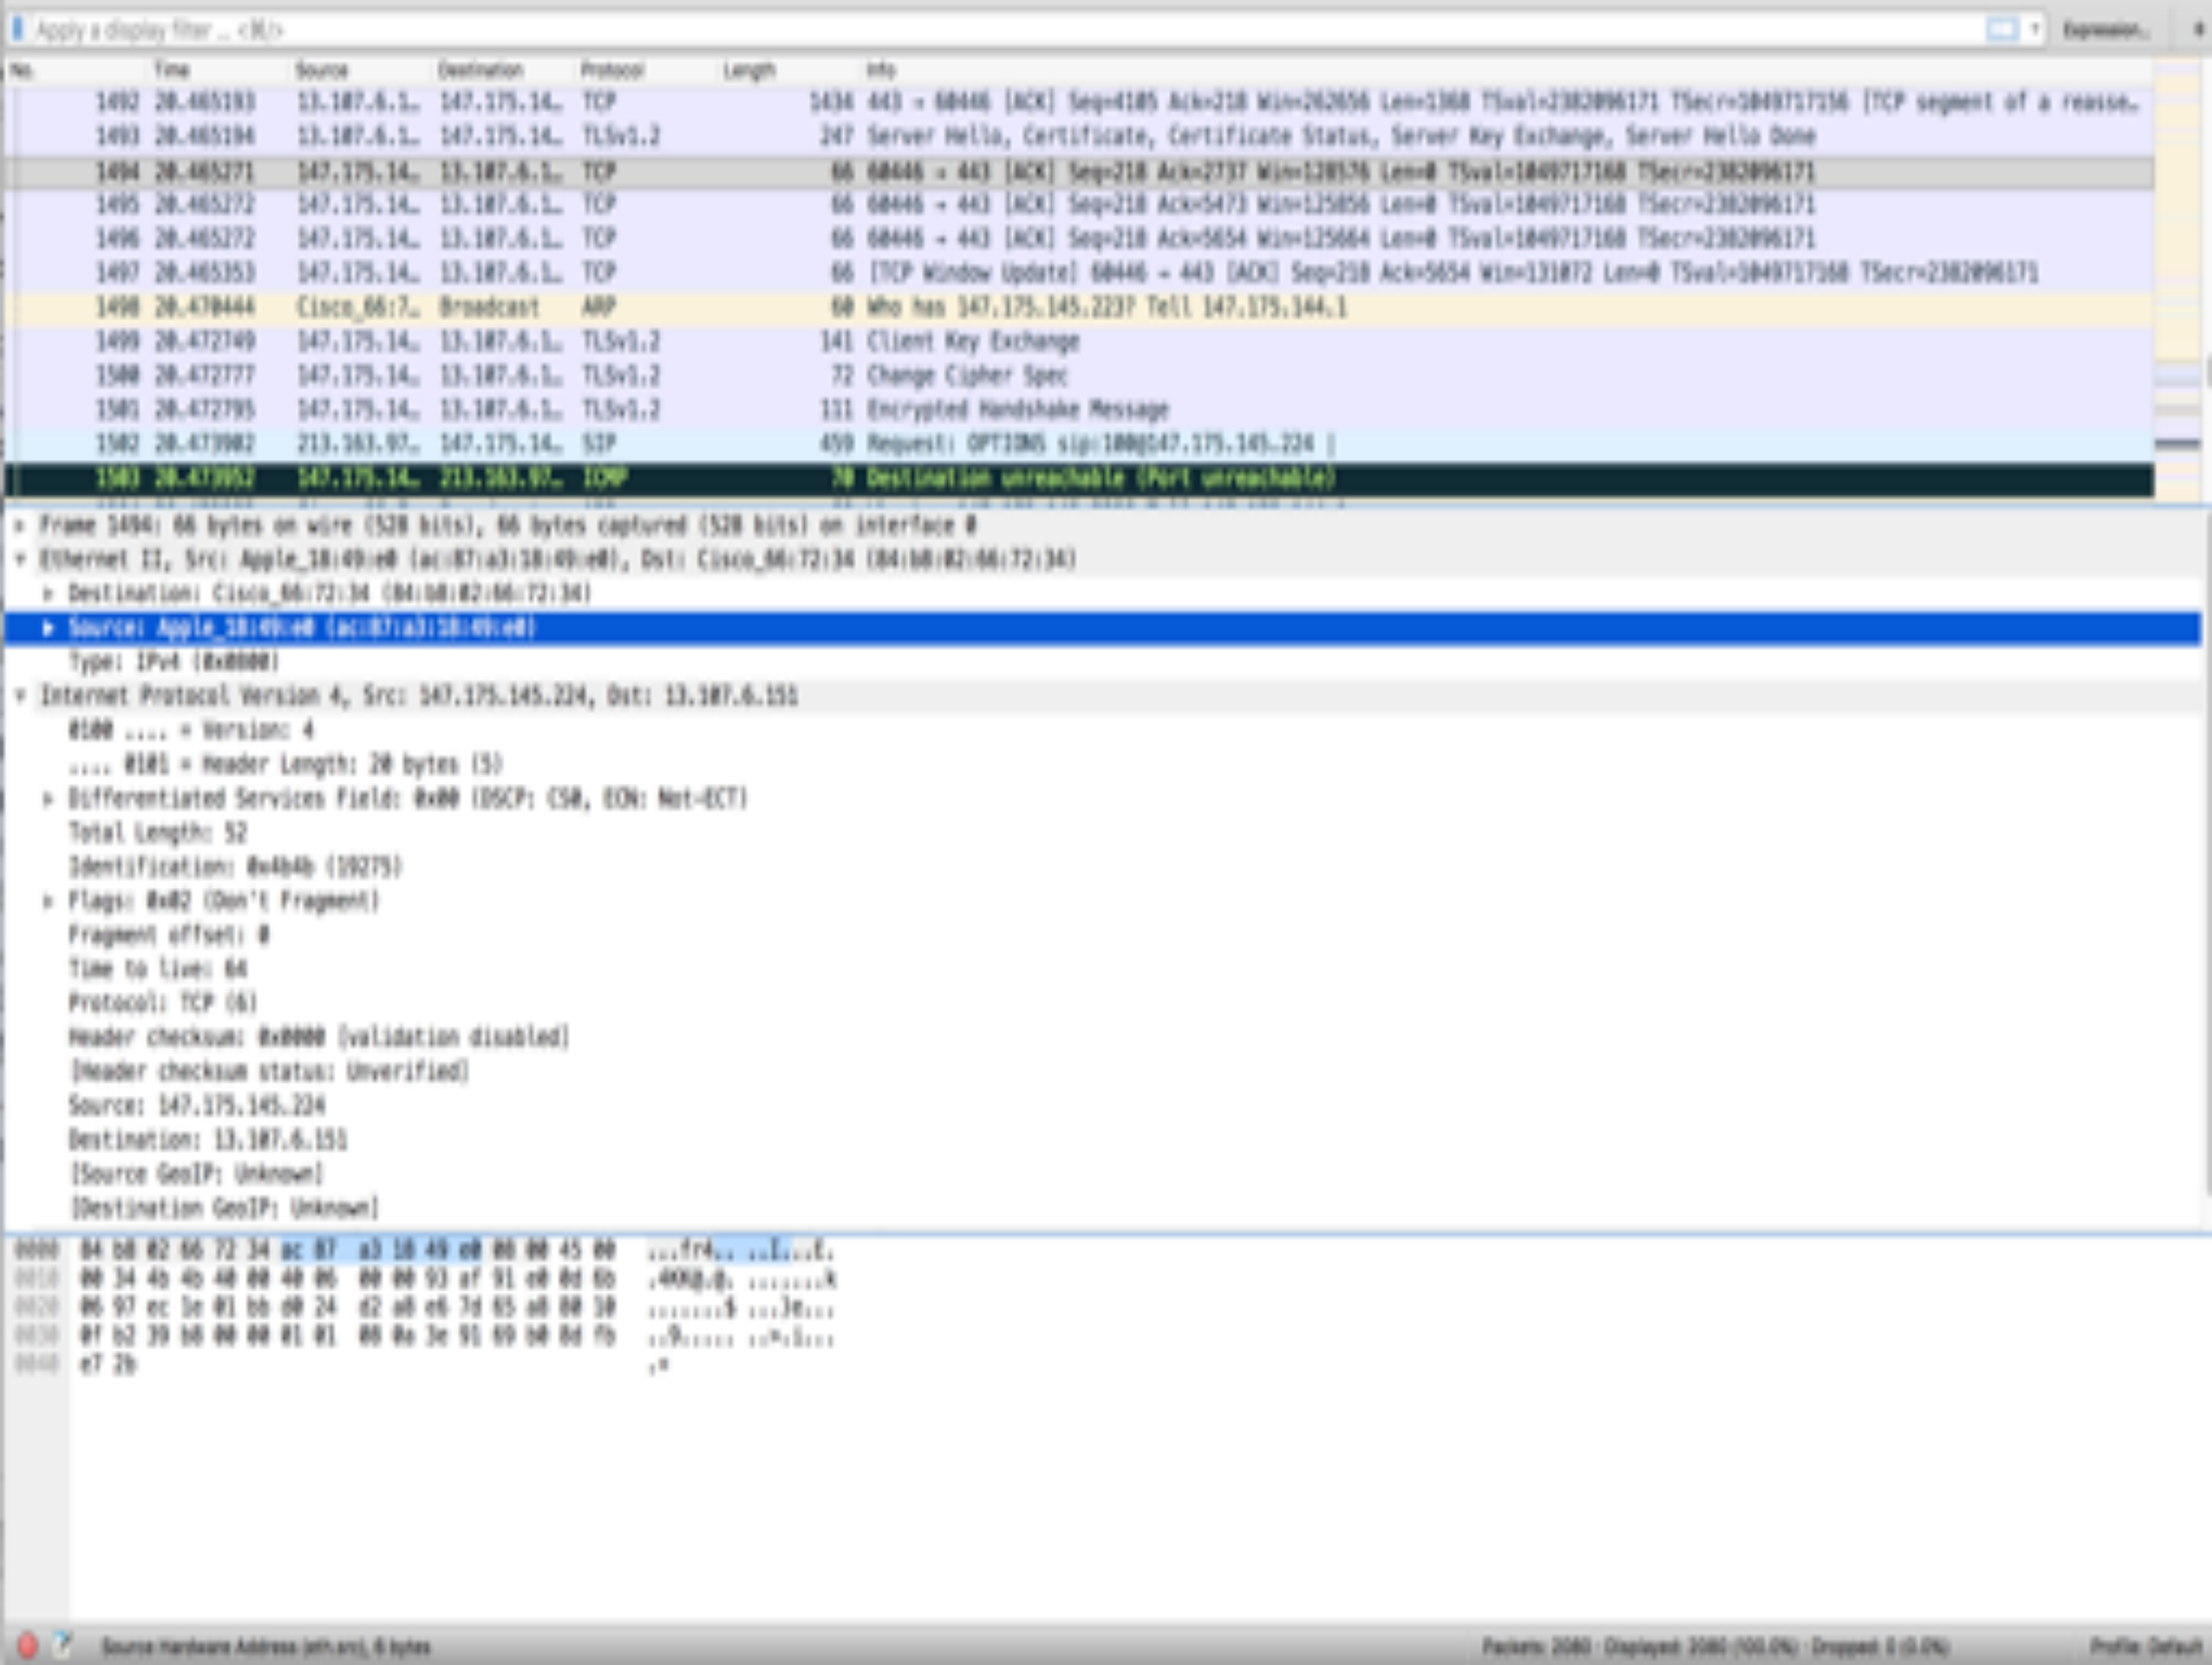 Apply a display filter ... <⌘/> Expression... +
No. Time Source Destination Protocol Length Info
1492 20.465193 13.107.6.1… 147.175.14… TCP 1434 443 → 60446 [ACK] Seq=4105 Ack=218 Win=262656 Len=1368 TSval=2382096171 TSecr=1049717156 [TCP segment of a reasse…
1493 20.465194 13.107.6.1… 147.175.14… TLSv1.2 247 Server Hello, Certificate, Certificate Status, Server Key Exchange, Server Hello Done
1494 20.465271 147.175.14… 13.107.6.1… TCP 66 60446 → 443 [ACK] Seq=218 Ack=2737 Win=128576 Len=0 TSval=1049717168 TSecr=2382096171
1495 20.465272 147.175.14… 13.107.6.1… TCP 66 60446 → 443 [ACK] Seq=218 Ack=5473 Win=125856 Len=0 TSval=1049717168 TSecr=2382096171
1496 20.465272 147.175.14… 13.107.6.1… TCP 66 60446 → 443 [ACK] Seq=218 Ack=5654 Win=125664 Len=0 TSval=1049717168 TSecr=2382096171
1497 20.465353 147.175.14… 13.107.6.1… TCP 66 [TCP Window Update] 60446 → 443 [ACK] Seq=218 Ack=5654 Win=131072 Len=0 TSval=1049717168 TSecr=2382096171
1498 20.470444 Cisco_66:7… Broadcast ARP 60 Who has 147.175.145.223? Tell 147.175.144.1
1499 20.472749 147.175.14… 13.107.6.1… TLSv1.2 141 Client Key Exchange
1500 20.472777 147.175.14… 13.107.6.1… TLSv1.2 72 Change Cipher Spec
1501 20.472795 147.175.14… 13.107.6.1… TLSv1.2 111 Encrypted Handshake Message
1502 20.473902 213.163.97… 147.175.14… SIP 459 Request: OPTIONS sip:100@147.175.145.224 |
1503 20.473952 147.175.14… 213.163.97… ICMP 70 Destination unreachable (Port unreachable)
Frame 1494: 66 bytes on wire (528 bits), 66 bytes captured (528 bits) on interface 0
Ethernet II, Src: Apple_18:49:e0 (ac:87:a3:18:49:e0), Dst: Cisco_66:72:34 (84:b8:02:66:72:34)
Destination: Cisco_66:72:34 (84:b8:02:66:72:34)
Source: Apple_18:49:e0 (ac:87:a3:18:49:e0)
Type: IPv4 (0x0800)
Internet Protocol Version 4, Src: 147.175.145.224, Dst: 13.107.6.151
0100 .... = Version: 4
.... 0101 = Header Length: 20 bytes (5)
Differentiated Services Field: 0x00 (DSCP: CS0, ECN: Not-ECT)
Total Length: 52
Identification: 0x4b4b (19275)
Flags: 0x02 (Don't Fragment)
Fragment offset: 0
Time to live: 64
Protocol: TCP (6)
Header checksum: 0x0000 [validation disabled]
[Header checksum status: Unverified]
Source: 147.175.145.224
Destination: 13.107.6.151
[Source GeoIP: Unknown]
[Destination GeoIP: Unknown]
0000 84 b8 02 66 72 34 ac 87 a3 18 49 e0 08 00 45 00 ...fr4.. ..I...E.
0010 00 34 4b 4b 40 00 40 06 00 00 93 af 91 e0 0d 6b .4KK@.@. .......k
0020 06 97 ec 1e 01 bb d0 24 d2 a8 e6 7d 65 a8 80 10 .......$ ...}e...
0030 0f b2 39 b8 00 00 01 01 08 0a 3e 91 69 b0 8d fb ..9..... ..>.i...
0040 e7 2b .+
Source Hardware Address (eth.src), 6 bytes Packets: 2080 · Displayed: 2080 (100.0%) · Dropped: 0 (0.0%) Profile: Default